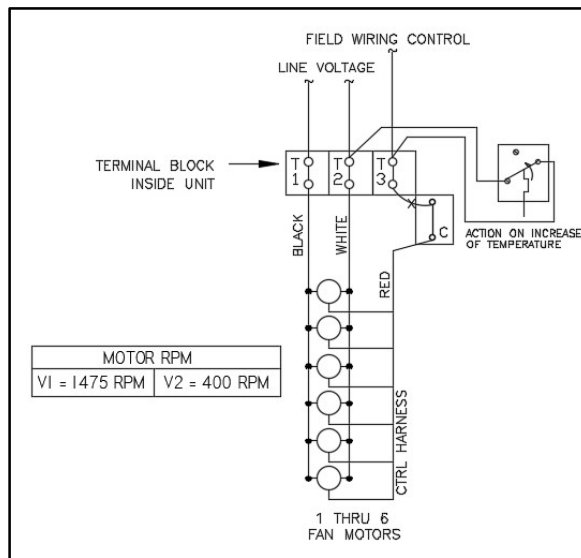 FIELD WIRING CONTROL
LINE VOLTAGE
TERMINAL BLOCK
INSIDE UNIT
T T T
1 2 3
C
ACTION ON INCREASE
OF TEMPERATURE
BLACK
WHITE
RED
MOTOR RPM
V1 = 1475 RPM V2 = 400 RPM
CTRL HARNESS
1 THRU 6
FAN MOTORS